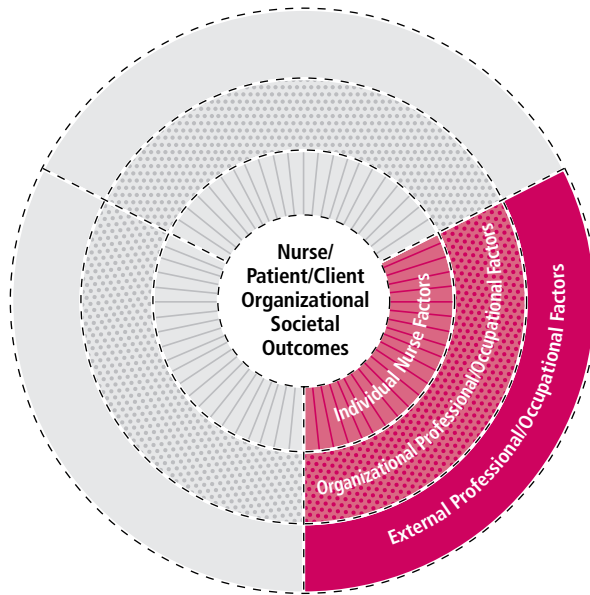 Nurse/
Patient/Client
Organizational
Societal
Outcomes
Individual Nurse Factors
Organizational Professional/Occupational Factors
External Professional/Occupational Factors